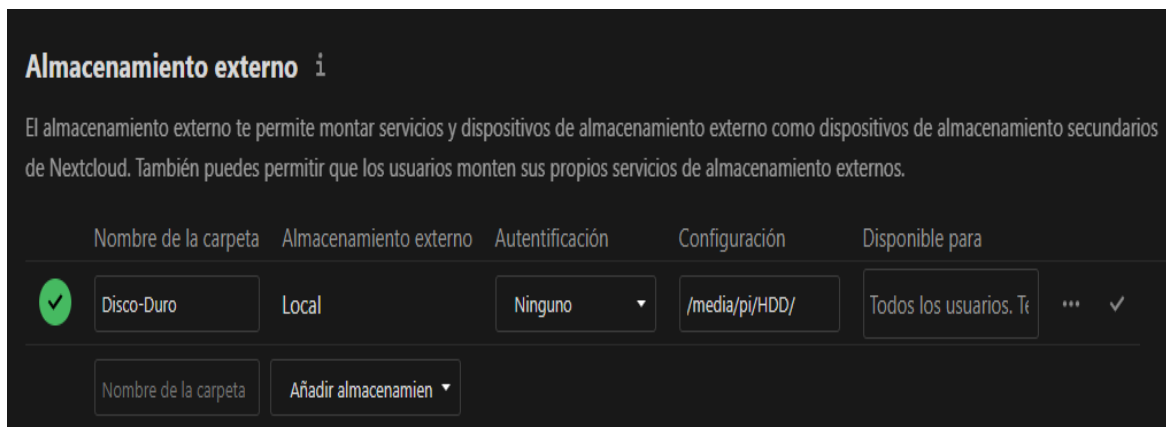 Almacenamiento externo i
El almacenamiento externo te permite montar servicios y dispositivos de almacenamiento externo como dispositivos de almacenamiento secundarios
de Nextcloud. También puedes permitir que los usuarios monten sus propios servicios de almacenamiento externos.
Nombre de la carpeta Almacenamiento externo Autentificación Configuración Disponible para
Disco-Duro Local Ninguno /media/pi/HDD/ Todos los usuarios. Te ...
Nombre de la carpeta Añadir almacenamien